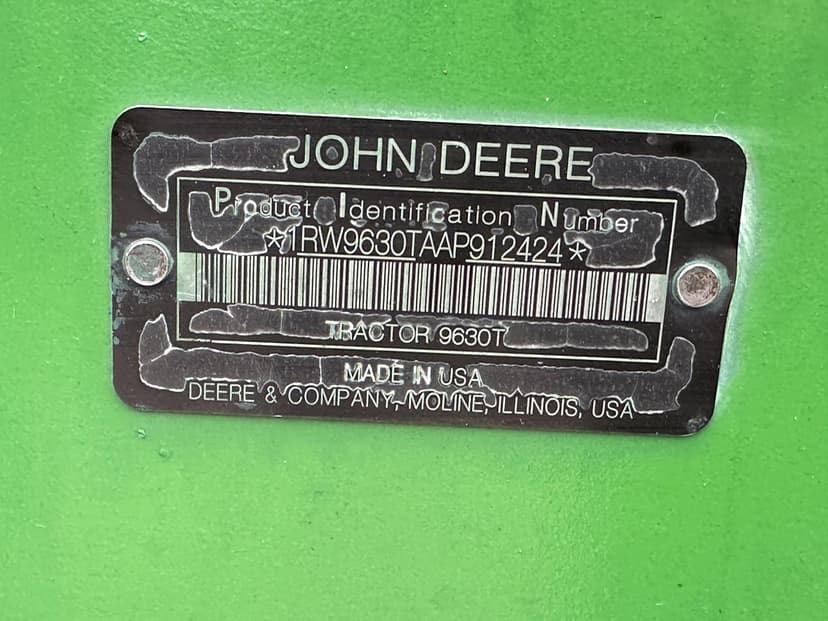 JOHN DEERE
Product Identification Number
*1RW9630TAAP912424*
TRACTOR 9630T
MADE IN USA
DEERE & COMPANY, MOLINE, ILLINOIS, USA